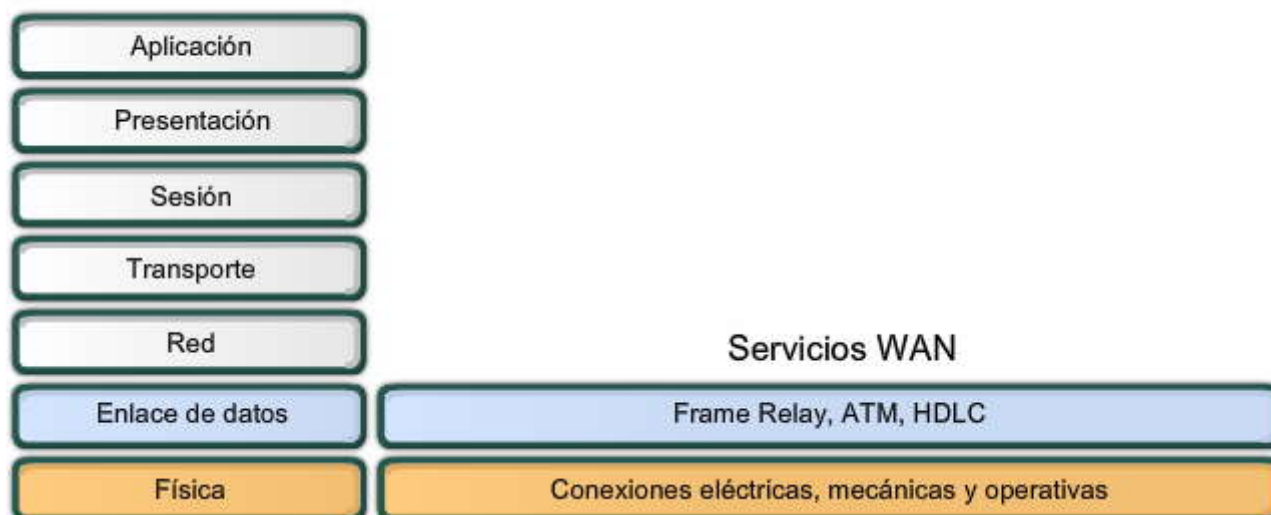 Aplicación
Presentación
Sesión
Transporte
Red
Servicios WAN
Enlace de datos
Frame Relay, ATM, HDLC
Física
Conexiones eléctricas, mecánicas y operativas